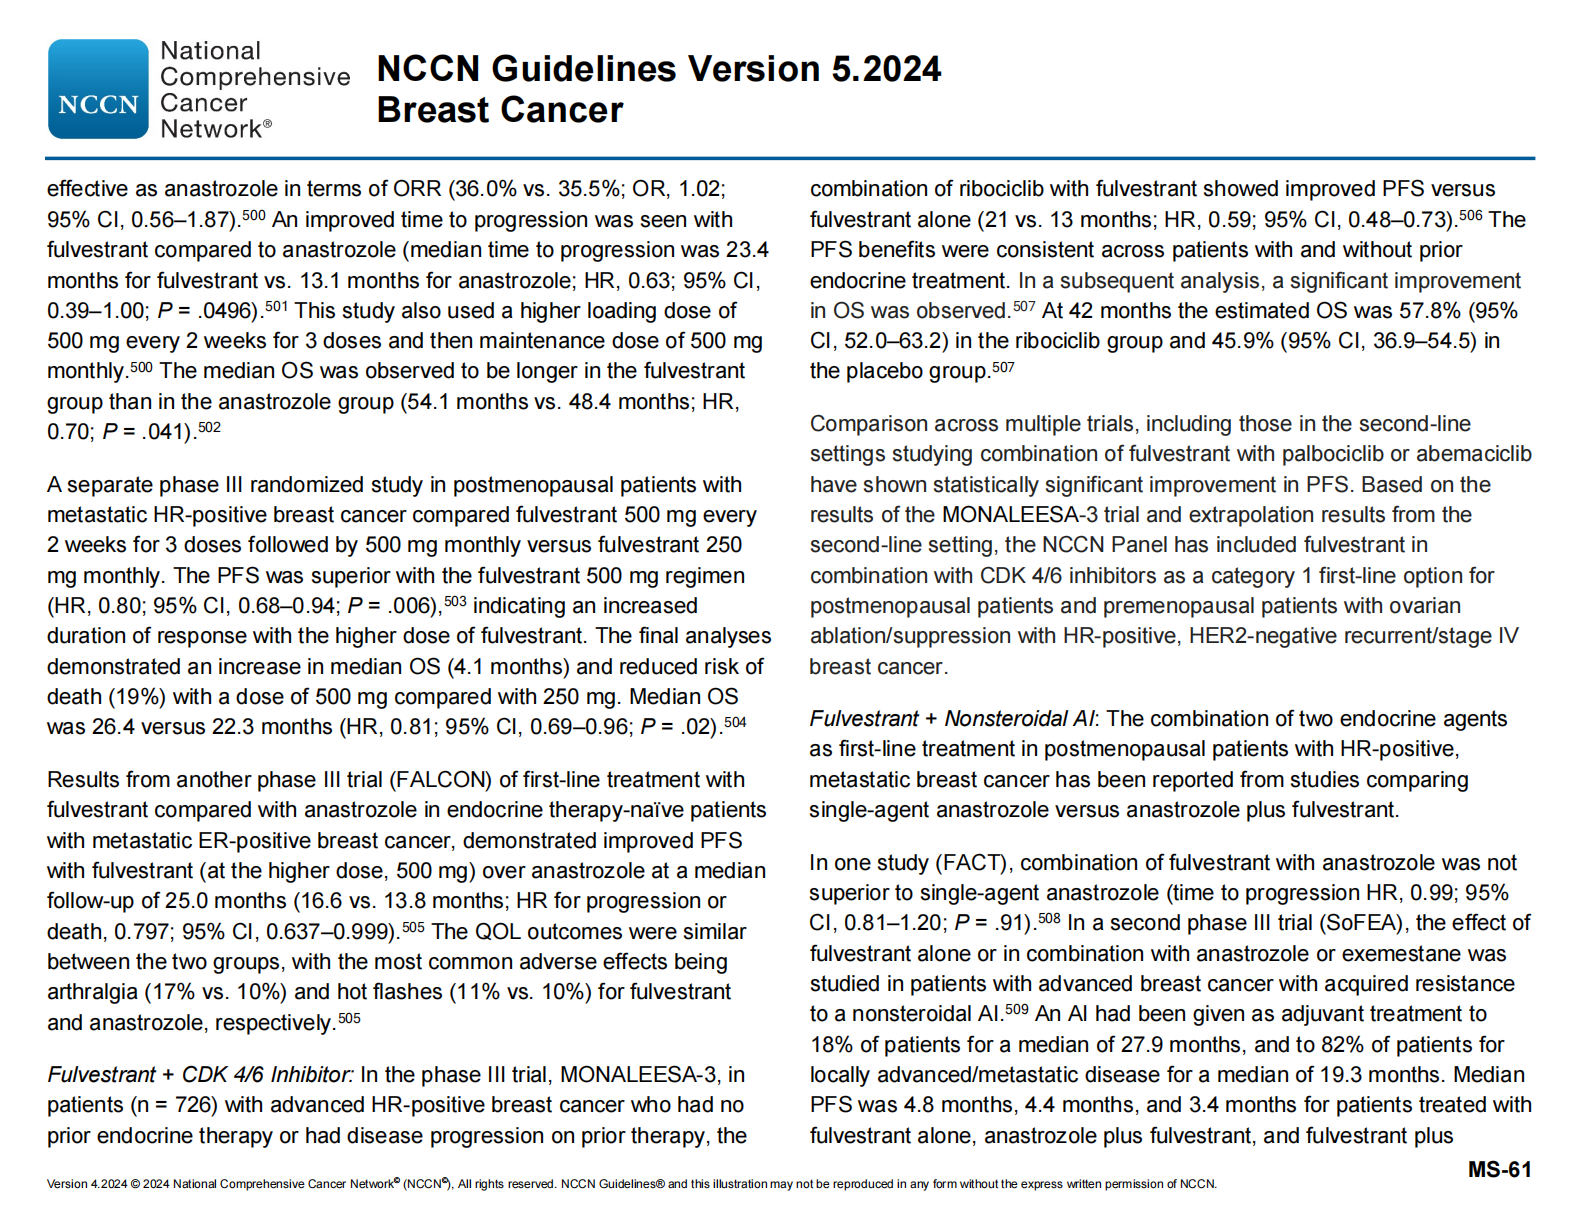 National
Comprehensive
Cancer
Network®
NCCN
NCCN Guidelines Version 5.2024
Breast Cancer
effective as anastrozole in terms of ORR (36.0% vs. 35.5%; OR, 1.02;
95% CI, 0.56–1.87).500 An improved time to progression was seen with
fulvestrant compared to anastrozole (median time to progression was 23.4
months for fulvestrant vs. 13.1 months for anastrozole; HR, 0.63; 95% CI,
0.39–1.00; P = .0496).501 This study also used a higher loading dose of
500 mg every 2 weeks for 3 doses and then maintenance dose of 500 mg
monthly.500 The median OS was observed to be longer in the fulvestrant
group than in the anastrozole group (54.1 months vs. 48.4 months; HR,
0.70; P = .041).502
A separate phase III randomized study in postmenopausal patients with
metastatic HR-positive breast cancer compared fulvestrant 500 mg every
2 weeks for 3 doses followed by 500 mg monthly versus fulvestrant 250
mg monthly. The PFS was superior with the fulvestrant 500 mg regimen
(HR, 0.80; 95% CI, 0.68–0.94; P = .006),503 indicating an increased
duration of response with the higher dose of fulvestrant. The final analyses
demonstrated an increase in median OS (4.1 months) and reduced risk of
death (19%) with a dose of 500 mg compared with 250 mg. Median OS
was 26.4 versus 22.3 months (HR, 0.81; 95% CI, 0.69–0.96; P = .02).504
Results from another phase III trial (FALCON) of first-line treatment with
fulvestrant compared with anastrozole in endocrine therapy-naïve patients
with metastatic ER-positive breast cancer, demonstrated improved PFS
with fulvestrant (at the higher dose, 500 mg) over anastrozole at a median
follow-up of 25.0 months (16.6 vs. 13.8 months; HR for progression or
death, 0.797; 95% CI, 0.637–0.999).505 The QOL outcomes were similar
between the two groups, with the most common adverse effects being
arthralgia (17% vs. 10%) and hot flashes (11% vs. 10%) for fulvestrant
and anastrozole, respectively.505
Fulvestrant + CDK 4/6 Inhibitor: In the phase III trial, MONALEESA-3, in
patients (n = 726) with advanced HR-positive breast cancer who had no
prior endocrine therapy or had disease progression on prior therapy, the
combination of ribociclib with fulvestrant showed improved PFS versus
fulvestrant alone (21 vs. 13 months; HR, 0.59; 95% CI, 0.48–0.73).506 The
PFS benefits were consistent across patients with and without prior
endocrine treatment. In a subsequent analysis, a significant improvement
in OS was observed.507 At 42 months the estimated OS was 57.8% (95%
CI, 52.0–63.2) in the ribociclib group and 45.9% (95% CI, 36.9–54.5) in
the placebo group.507
Comparison across multiple trials, including those in the second-line
settings studying combination of fulvestrant with palbociclib or abemaciclib
have shown statistically significant improvement in PFS. Based on the
results of the MONALEESA-3 trial and extrapolation results from the
second-line setting, the NCCN Panel has included fulvestrant in
combination with CDK 4/6 inhibitors as a category 1 first-line option for
postmenopausal patients and premenopausal patients with ovarian
ablation/suppression with HR-positive, HER2-negative recurrent/stage IV
breast cancer.
Fulvestrant + Nonsteroidal AI: The combination of two endocrine agents
as first-line treatment in postmenopausal patients with HR-positive,
metastatic breast cancer has been reported from studies comparing
single-agent anastrozole versus anastrozole plus fulvestrant.
In one study (FACT), combination of fulvestrant with anastrozole was not
superior to single-agent anastrozole (time to progression HR, 0.99; 95%
CI, 0.81–1.20; P = .91).508 In a second phase III trial (SoFEA), the effect of
fulvestrant alone or in combination with anastrozole or exemestane was
studied in patients with advanced breast cancer with acquired resistance
to a nonsteroidal AI.509 An AI had been given as adjuvant treatment to
18% of patients for a median of 27.9 months, and to 82% of patients for
locally advanced/metastatic disease for a median of 19.3 months. Median
PFS was 4.8 months, 4.4 months, and 3.4 months for patients treated with
fulvestrant alone, anastrozole plus fulvestrant, and fulvestrant plus
MS-61
Version 4.2024 © 2024 National Comprehensive Cancer Network© (NCCN©), All rights reserved. NCCN Guidelines® and this illustration may not be reproduced in any form without the express written permission of NCCN.